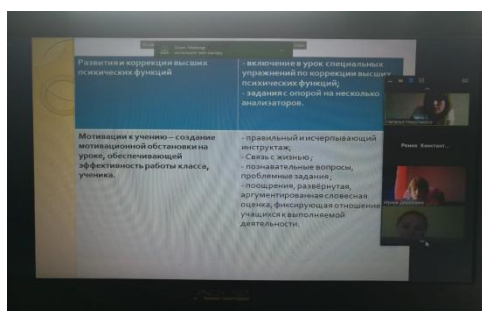 Развития и коррекции высших
психических функций
- включение в урок специальных
упражнений по коррекции высших
психических функций;
- задания с опорой на несколько
анализаторов.
Мотивации к учению – создание
мотивационной обстановки на
уроке, обеспечивающей
эффективность работы класса,
ученика.
- правильный и исчерпывающий
инструктаж;
- Связь с жизнью;
- познавательные вопросы,
проблемные задания;
- поощрения, развёрнутая,
аргументированная словесная
оценка, фиксирующая отношения
учащихся к выполняемой
деятельности.